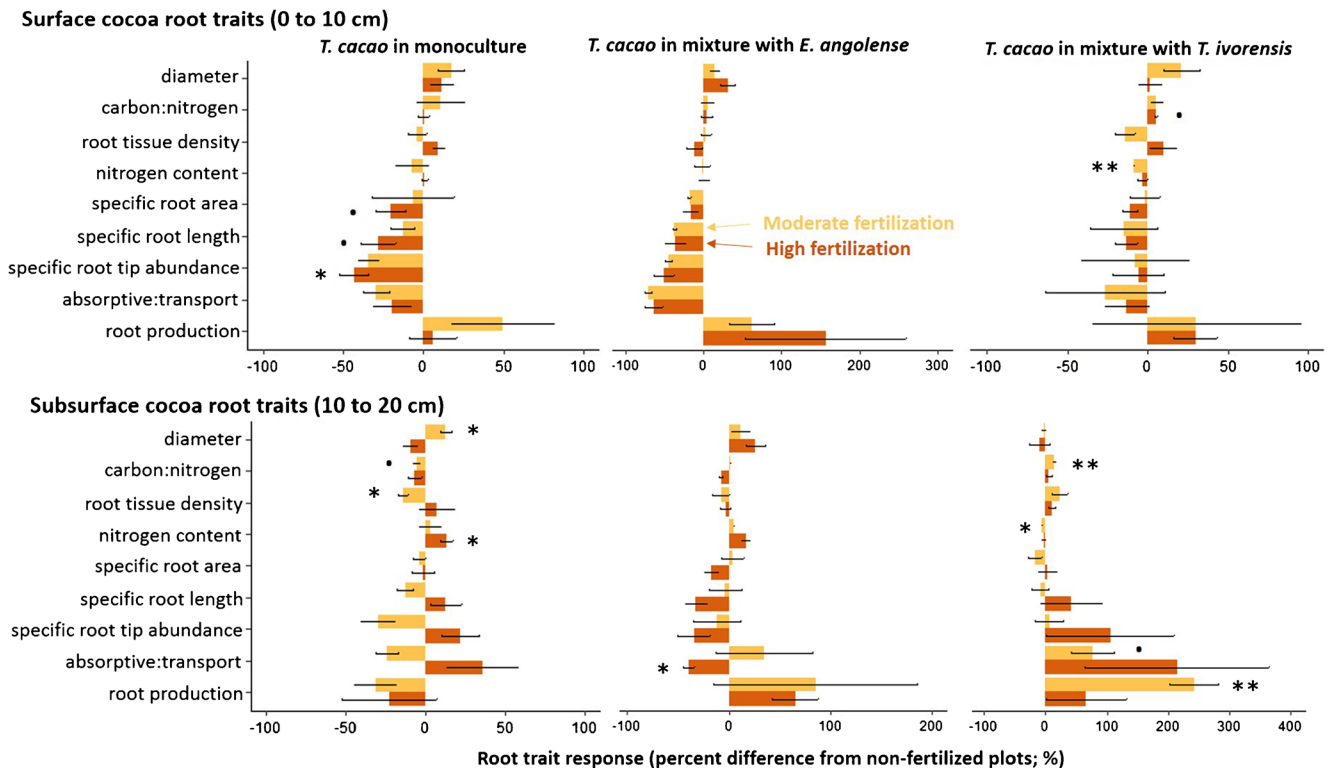 Surface cocoa root traits (0 to 10 cm)
T. cacao in monoculture
T. cacao in mixture with E. angolense
T. cacao in mixture with T. ivorensis
diameter
carbon:nitrogen
root tissue density
nitrogen content
**
specific root area
•
specific root length
•
Moderate fertilization
High fertilization
specific root tip abundance
*
absorptive:transport
root production
-100 -50 0 50 100
-100 0 100 200 300
-100 -50 0 50 100
Subsurface cocoa root traits (10 to 20 cm)
diameter
*
carbon:nitrogen
•
**
root tissue density
*
nitrogen content
*
*
specific root area
specific root length
specific root tip abundance
absorptive:transport
*
•
root production
**
-100 -50 0 50 100
-100 0 100 200
-100 0 100 200 300 400
Root trait response (percent difference from non-fertilized plots; %)